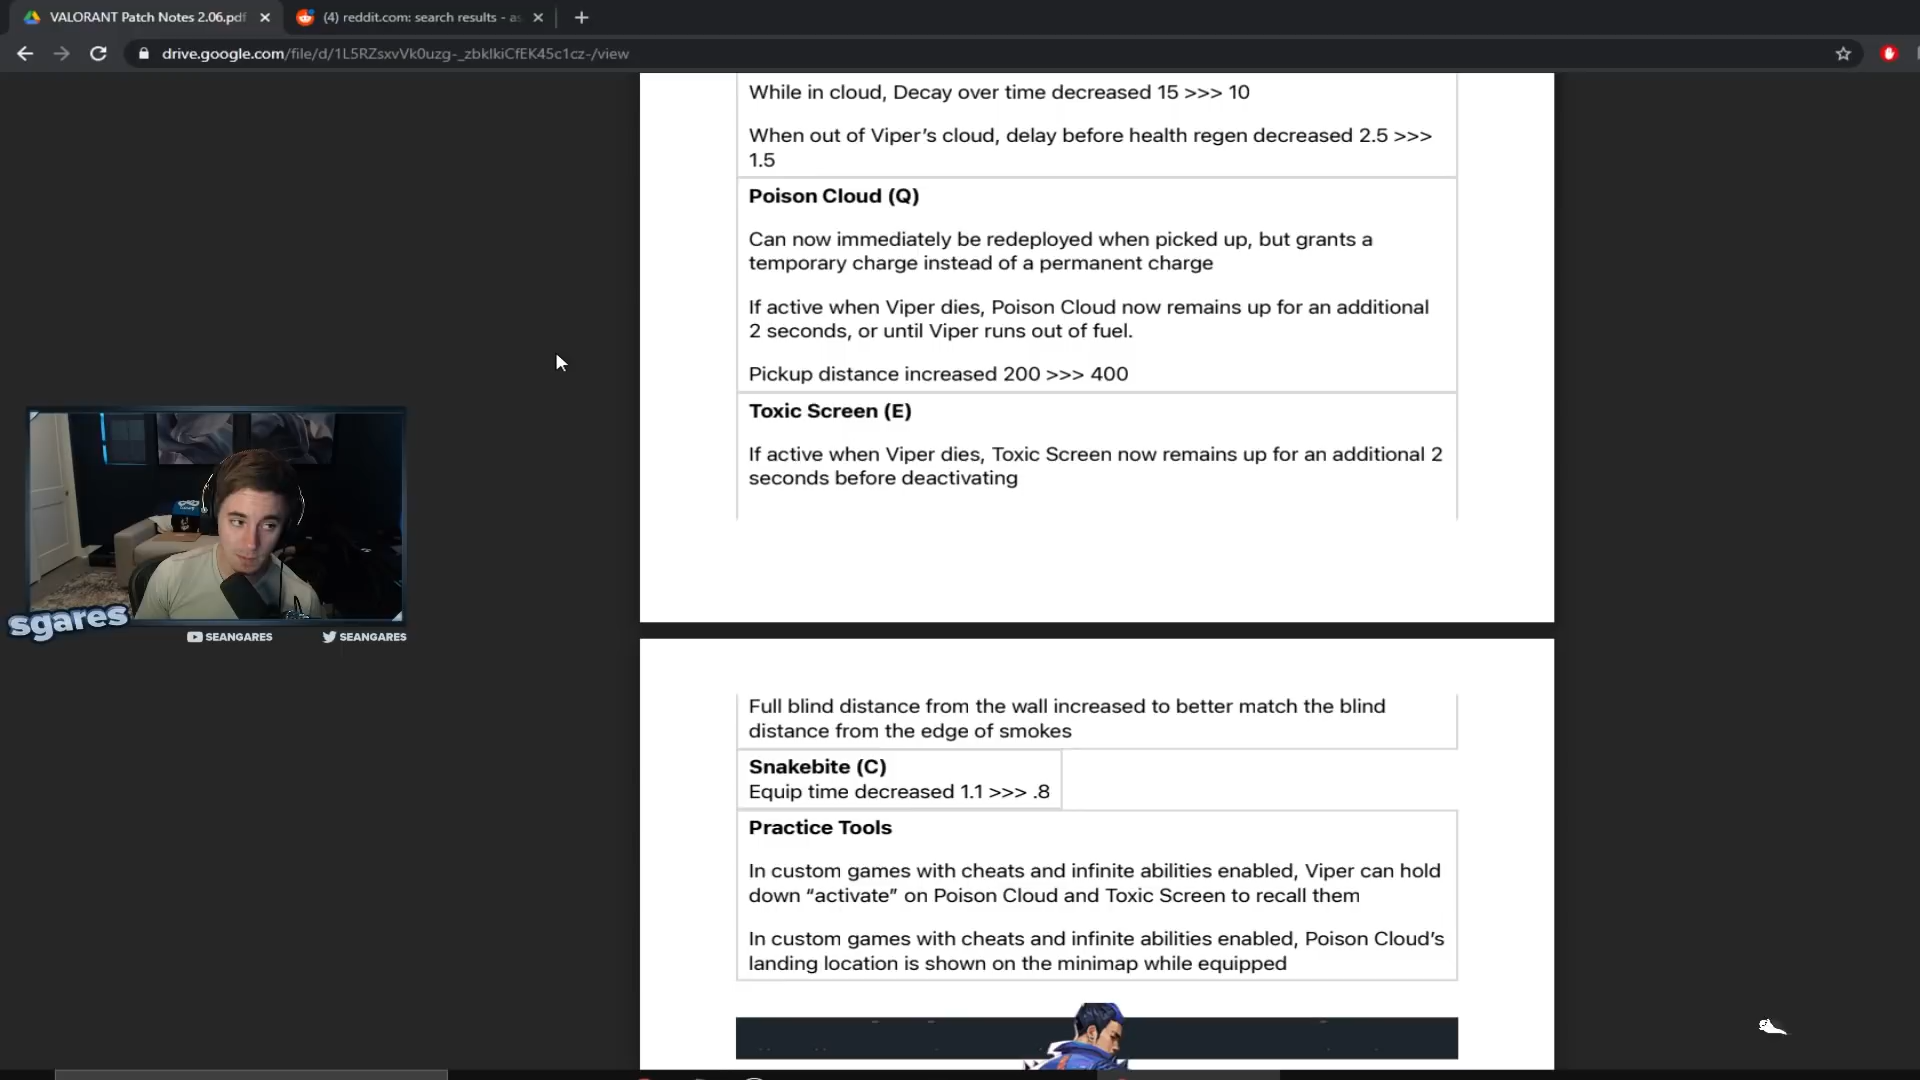 VALORANT Patch Notes 2.06.pdf
(4) reddit.com: search results - as
drive.google.com/file/d/1L5RZsxvVk0uzg-_zbklkiCfEK45c1cz-/view
While in cloud, Decay over time decreased 15 >>> 10
When out of Viper’s cloud, delay before health regen decreased 2.5 >>>
1.5
Poison Cloud (Q)
Can now immediately be redeployed when picked up, but grants a
temporary charge instead of a permanent charge
If active when Viper dies, Poison Cloud now remains up for an additional
2 seconds, or until Viper runs out of fuel.
Pickup distance increased 200 >>> 400
Toxic Screen (E)
If active when Viper dies, Toxic Screen now remains up for an additional 2
seconds before deactivating
sgares
SEANGARES
SEANGARES
Full blind distance from the wall increased to better match the blind
distance from the edge of smokes
Snakebite (C)
Equip time decreased 1.1 >>> .8
Practice Tools
In custom games with cheats and infinite abilities enabled, Viper can hold
down “activate” on Poison Cloud and Toxic Screen to recall them
In custom games with cheats and infinite abilities enabled, Poison Cloud’s
landing location is shown on the minimap while equipped